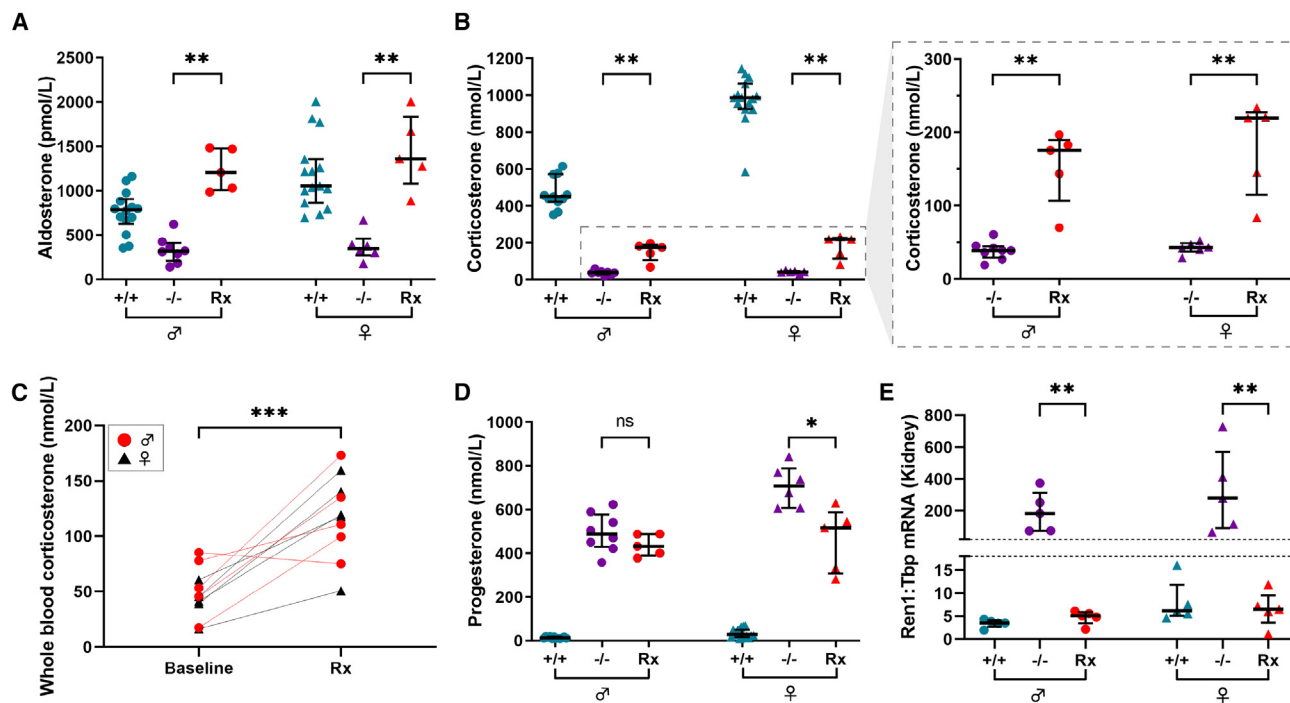 A
Aldosterone (pmol/L)
2500
2000
1500
1000
500
0
**
**
+/+ -/- Rx +/+ -/- Rx
♂ ♀
B
Corticosterone (nmol/L)
1200
1000
800
600
400
200
0
**
**
+/+ -/- Rx +/+ -/- Rx
♂ ♀
Corticosterone (nmol/L)
300
200
100
0
**
**
-/- Rx -/- Rx
♂ ♀
C
Whole blood corticosterone (nmol/L)
200
150
100
50
0
♂
♀
***
Baseline Rx
D
Progesterone (nmol/L)
1000
800
600
400
200
0
ns
*
+/+ -/- Rx +/+ -/- Rx
♂ ♀
E
Ren1:Tbp mRNA (Kidney)
800
600
400
200
15
10
5
0
**
**
+/+ -/- Rx +/+ -/- Rx
♂ ♀